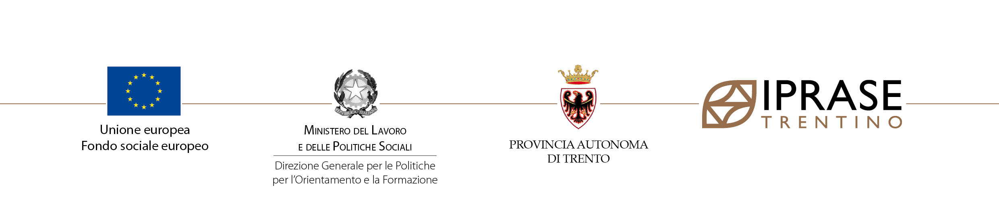 Unione europea
Fondo sociale europeo
REPVBBLICA ITALIANA
MINISTERO DEL LAVORO
E DELLE POLITICHE SOCIALI
Direzione Generale per le Politiche
per l'Orientamento e la Formazione
PROVINCIA AUTONOMA
DI TRENTO
IPRASE
TRENTINO